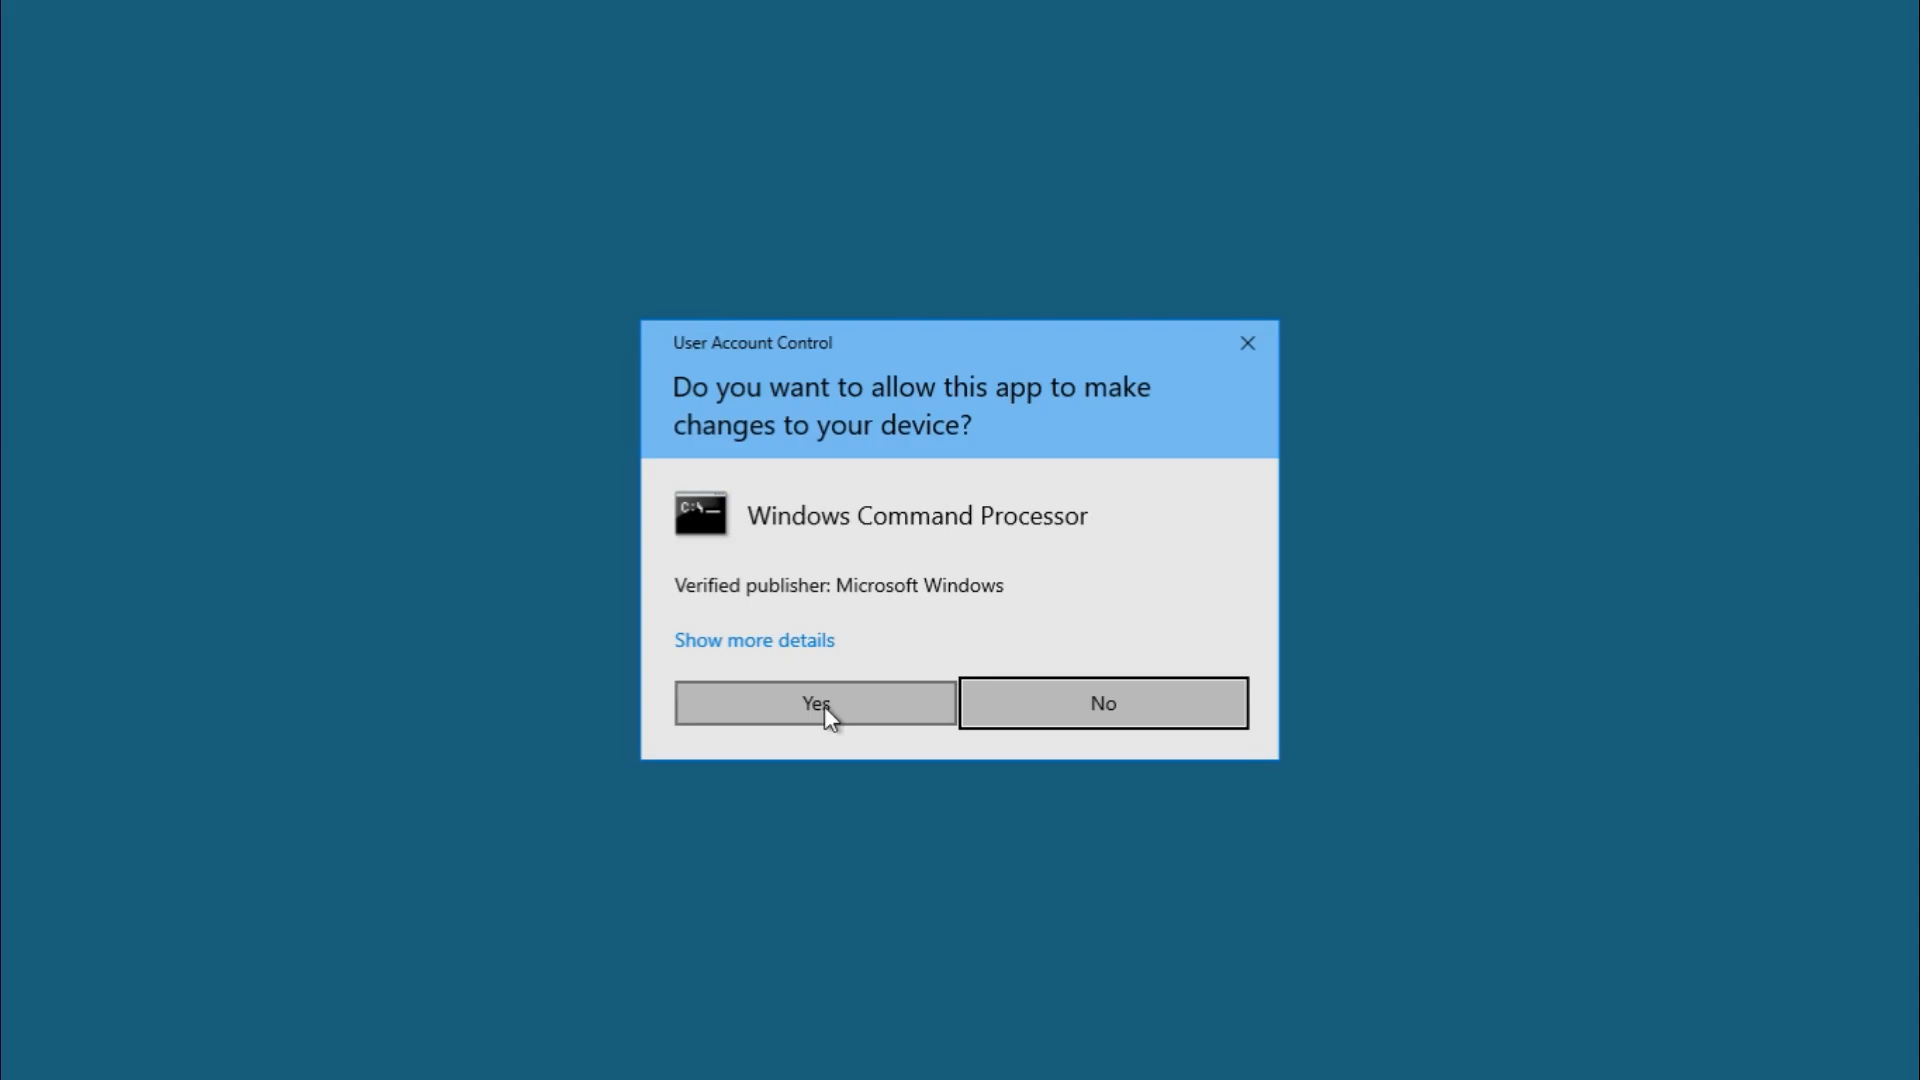 User Account Control
Do you want to allow this app to make
changes to your device?
C:\
Windows Command Processor
Verified publisher: Microsoft Windows
Show more details
Yes
No